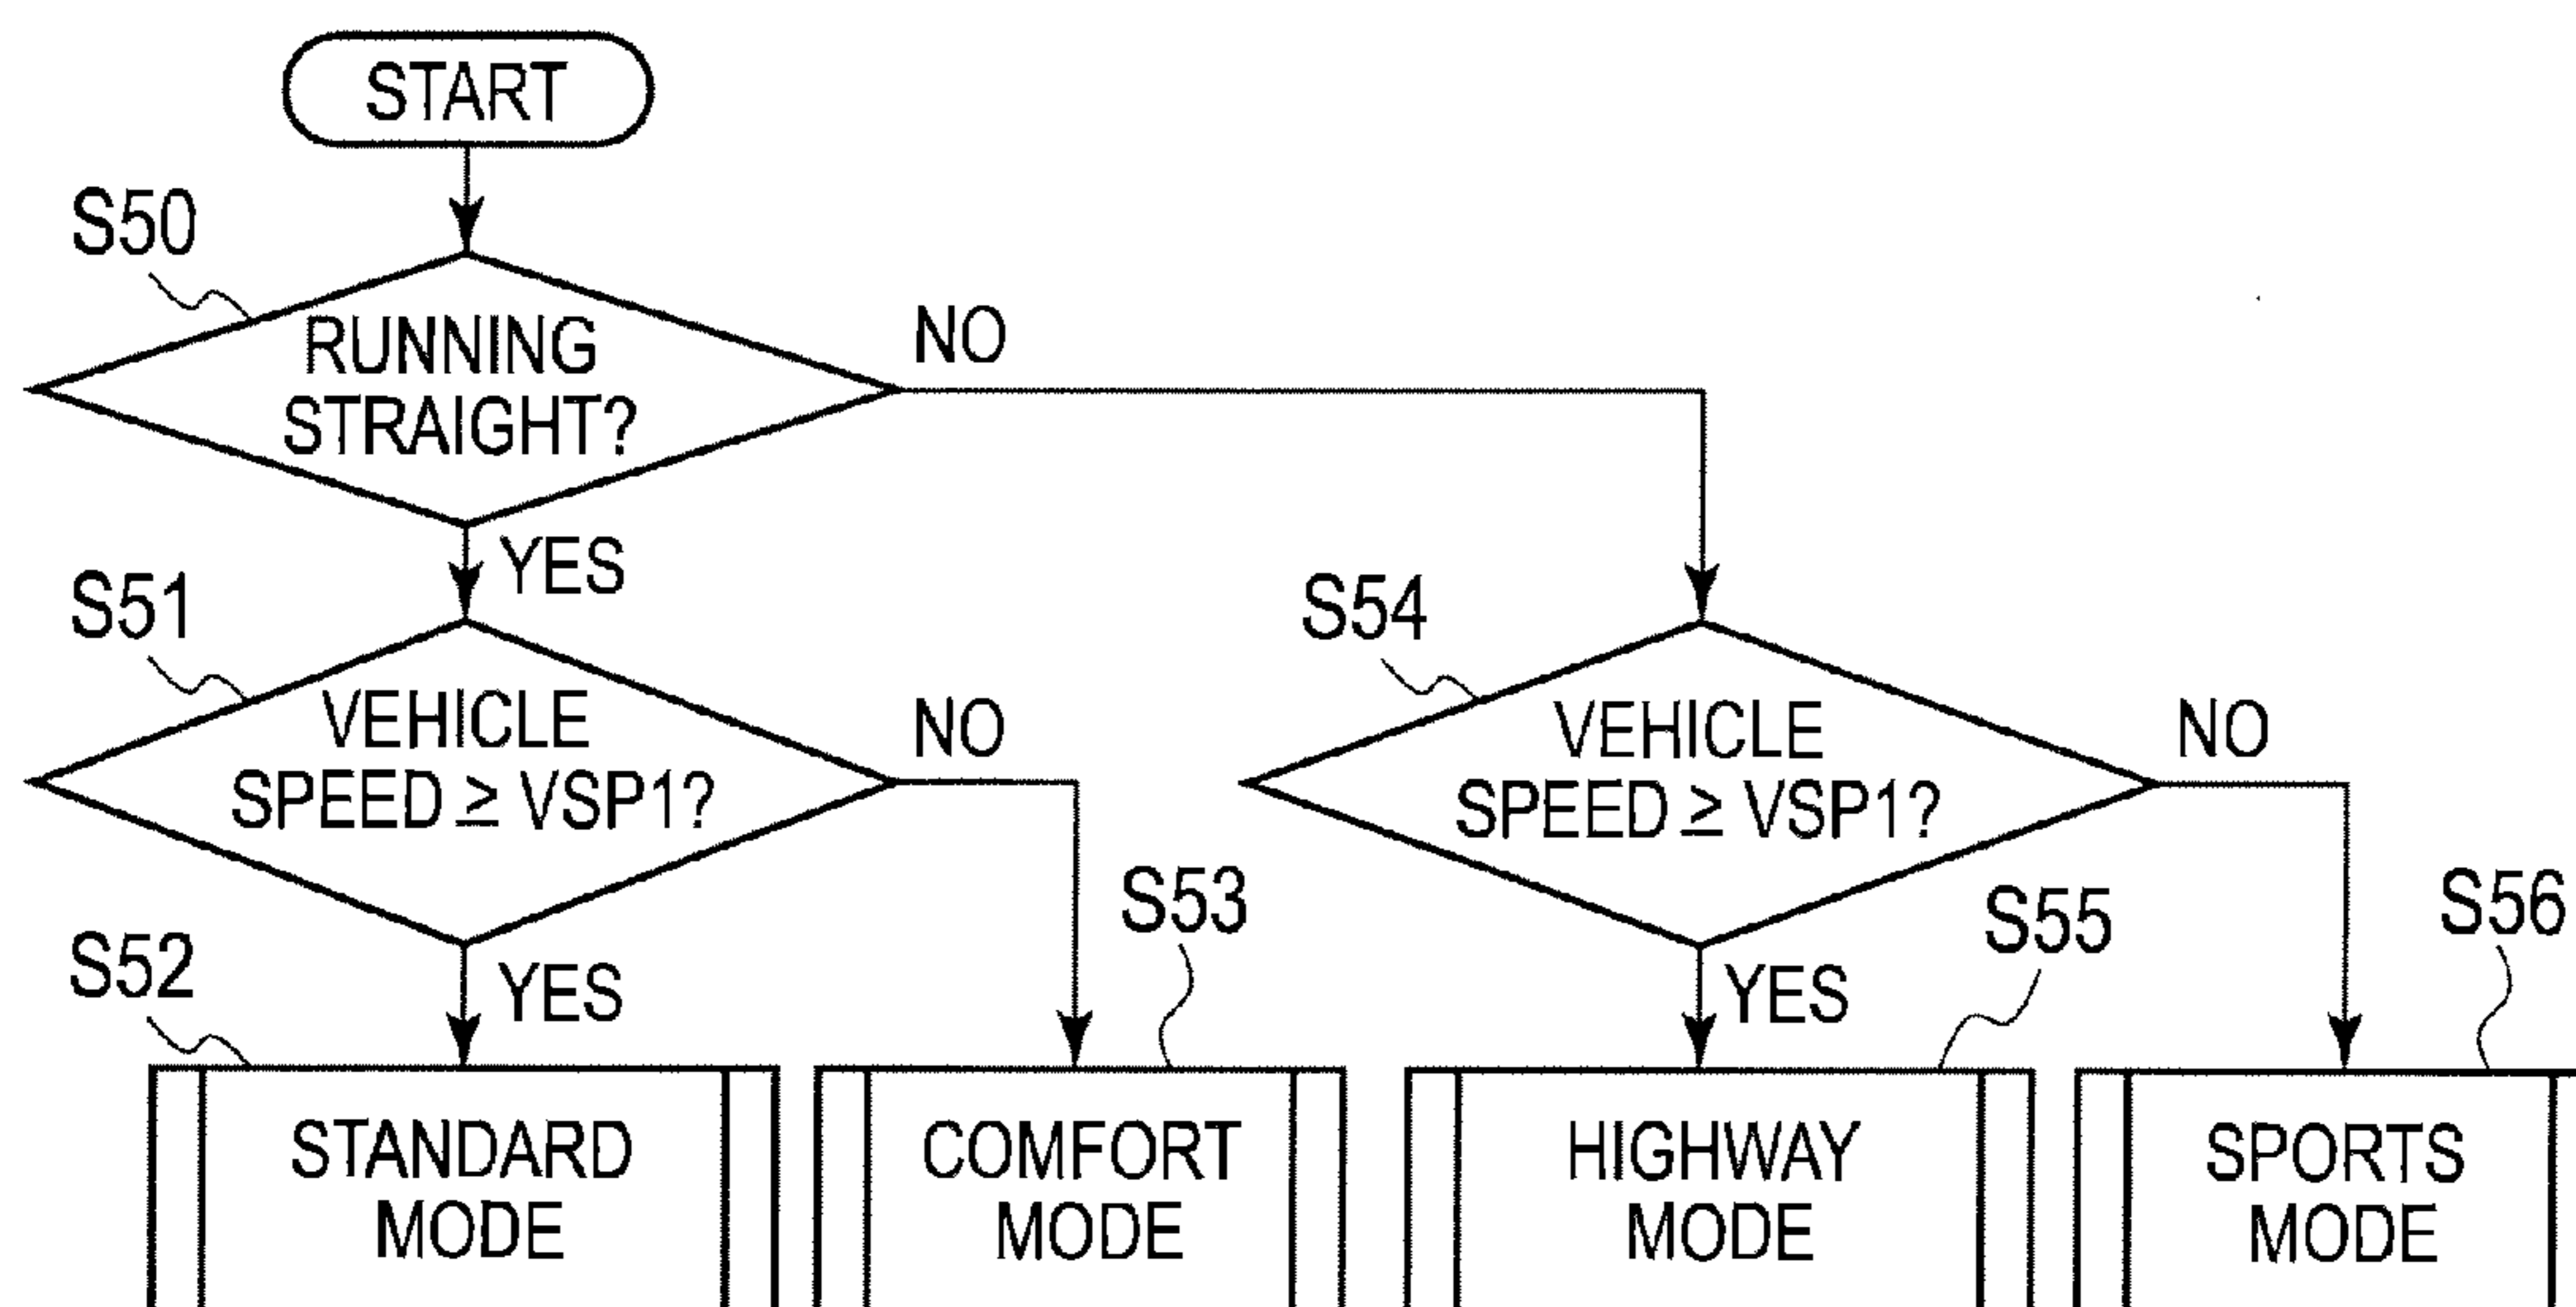 START
S50
RUNNING
STRAIGHT?
NO
YES
S51
VEHICLE
SPEED ≥ VSP1?
NO
YES
S54
VEHICLE
SPEED ≥ VSP1?
NO
YES
S52
STANDARD
MODE
S53
COMFORT
MODE
S55
HIGHWAY
MODE
S56
SPORTS
MODE